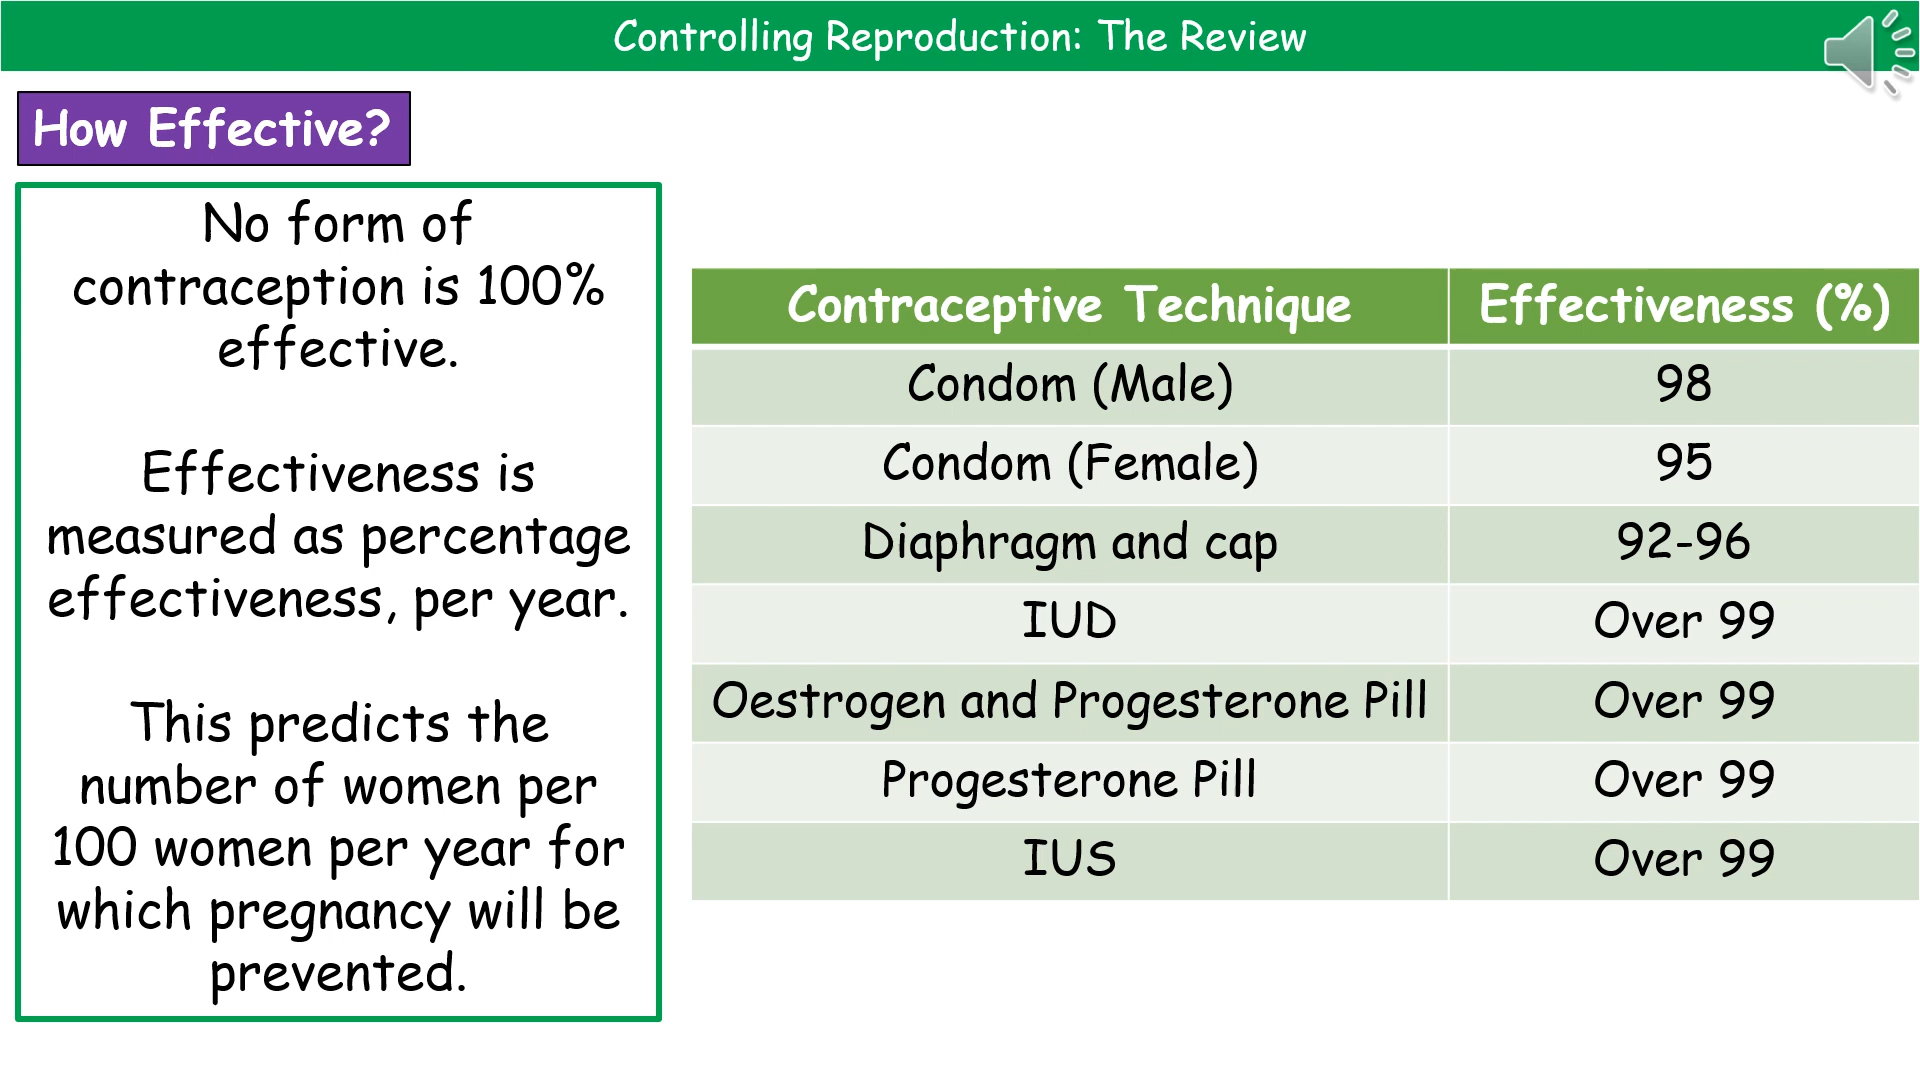 Controlling Reproduction: The Review
How Effective?
No form of
contraception is 100%
effective.
Effectiveness is
measured as percentage
effectiveness, per year.
This predicts the
number of women per
100 women per year for
which pregnancy will be
prevented.
Contraceptive Technique Effectiveness (%)
Condom (Male) 98
Condom (Female) 95
Diaphragm and cap 92-96
IUD Over 99
Oestrogen and Progesterone Pill Over 99
Progesterone Pill Over 99
IUS Over 99